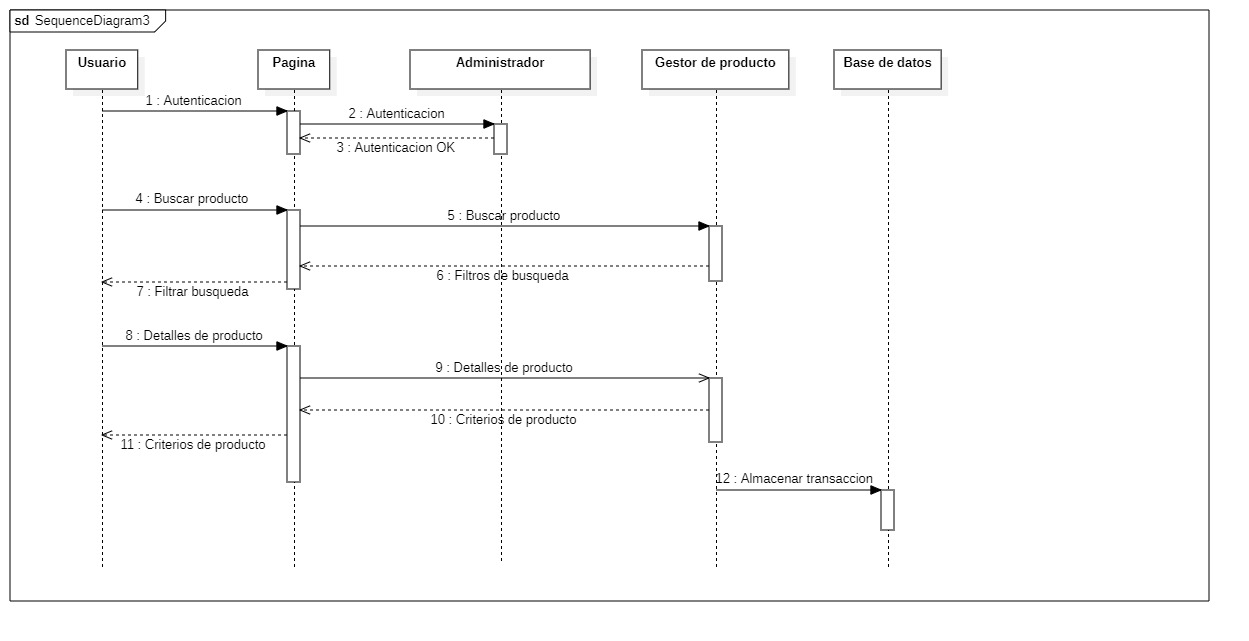 sd SequenceDiagram3
Usuario
Pagina
Administrador
Gestor de producto
Base de datos
1 : Autenticacion
2 : Autenticacion
3 : Autenticacion OK
4 : Buscar producto
5 : Buscar producto
6 : Filtros de busqueda
7 : Filtrar busqueda
8 : Detalles de producto
9 : Detalles de producto
10 : Criterios de producto
11 : Criterios de producto
12 : Almacenar transaccion